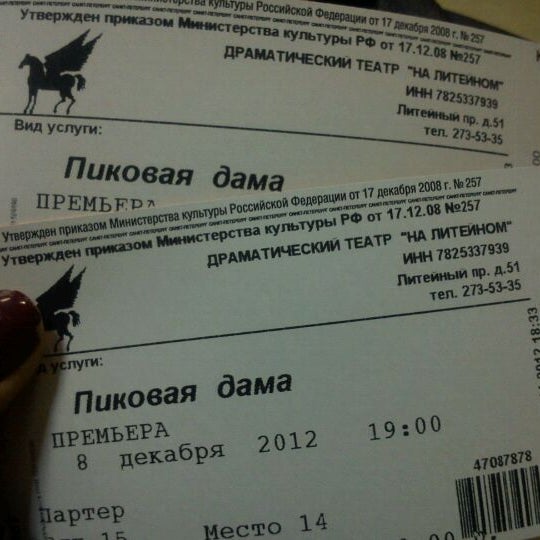 Утвержден приказом Министерства культуры Российской Федерации от 17 декабря 2008 г. № 257
Утвержден приказом Министерства культуры РФ от 17.12.08 №257
ДРАМАТИЧЕСКИЙ ТЕАТР "НА ЛИТЕЙНОМ"
ИНН 7825337939
Литейный пр. д.51
тел. 273-53-35
Вид услуги:
Пиковая дама
ПРЕМЬЕРА
Утвержден приказом Министерства культуры Российской Федерации от 17 декабря 2008 г. № 257
Утвержден приказом Министерства культуры РФ от 17.12.08 №257
ДРАМАТИЧЕСКИЙ ТЕАТР "НА ЛИТЕЙНОМ"
ИНН 7825337939
Литейный пр. д.51
тел. 273-53-35
услуги:
Пиковая дама
ПРЕМЬЕРА
8 декабря 2012 19:00
47087878
Партер
15 Место 14
2012 18:33